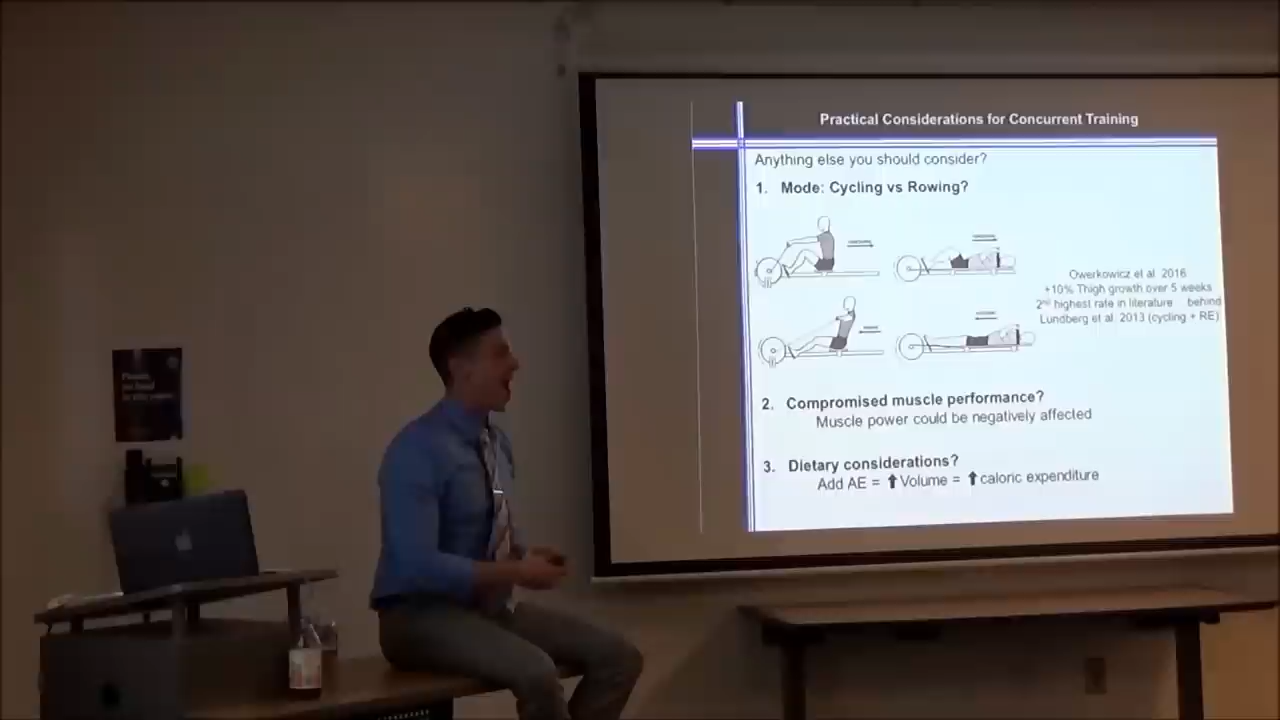 Practical Considerations for Concurrent Training
Anything else you should consider?
1. Mode: Cycling vs Rowing?
Owerkowicz et al. 2016
+10% Thigh growth over 5 weeks
2nd highest rate in literature behind
Lundberg et al. 2013 (cycling + RE)
2. Compromised muscle performance?
Muscle power could be negatively affected
3. Dietary considerations?
Add AE = ⬆Volume = ⬆caloric expenditure